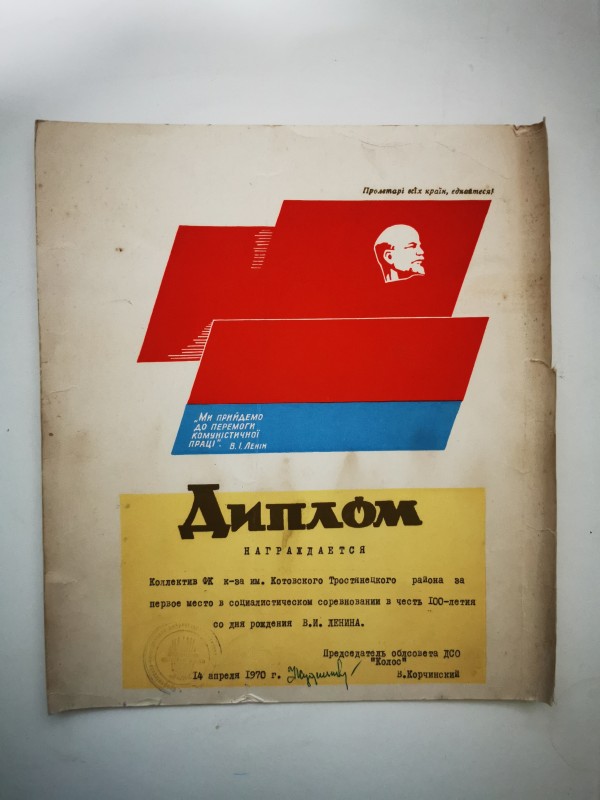 Пролетарі всіх країн, єднайтеся!
„Ми прийдемо
до перемоги
комуністичної
праці".
В. І. Ленін
Диплом
НАГРАЖДАЕТСЯ
Коллектив ФК к-ва им. Котовского Тростянецкого района за
первое место в социалистическом соревновании в честь 100-летия
со дня рождения В.И. ЛЕНИНА.
Председатель облсовета ДСО
"Колос"
14 апреля 1970 г.
В.Корчинский